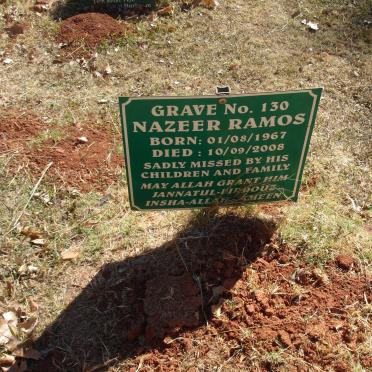 GRAVE No. 130
NAZEER RAMOS
BORN: 01/08/1967
DIED: 10/09/2008
SADLY MISSED BY HIS
CHILDREN AND FAMILY
MAY ALLAH GRANT HIM
JANNATUL-FIRDOUZ
INSHA-ALLAH